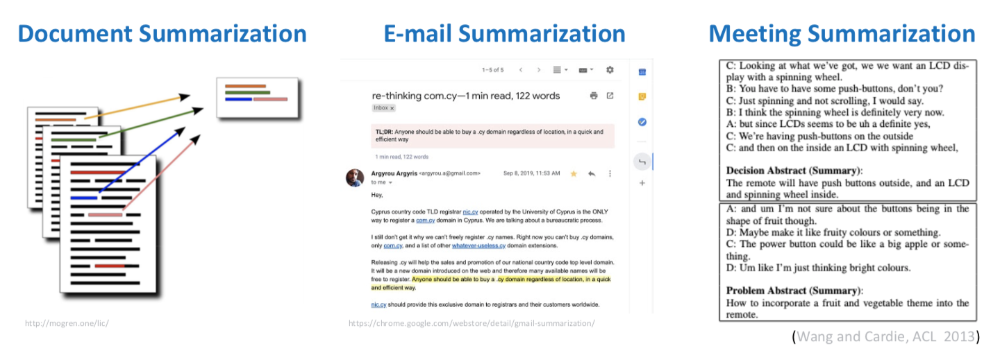 Document Summarization
http://mogren.one/lic/
E-mail Summarization
1–5 of 5
re-thinking com.cy—1 min read, 122 words
Inbox x
TL;DR: Anyone should be able to buy a .cy domain regardless of location, in a quick and
efficient way
1 min read, 122 words
Argyrou Argyris <argyrou.a@gmail.com>
Sep 8, 2019, 11:53 AM
to me
Hey,
Cyprus country code TLD registrar nic.cy operated by the University of Cyprus is the ONLY
way to register a com.cy domain in Cyprus. We are talking about a bureaucratic process.
I still don't get it why we can't freely register .cy names. Right now you can't buy .cy domains,
only com.cy, and a list of other whatever-useless.cy domain extensions.
Releasing .cy will help the sales and promotion of our national country code top level domain.
It will be a new domain introduced on the web and therefore many available names will be
free to register. Anyone should be able to buy a .cy domain regardless of location, in a quick
and efficient way.
nic.cy should provide this exclusive domain to registrars and their customers worldwide.
https://chrome.google.com/webstore/detail/gmail-summarization/
Meeting Summarization
C: Looking at what we've got, we we want an LCD dis-
play with a spinning wheel.
B: You have to have some push-buttons, don't you?
C: Just spinning and not scrolling, I would say.
B: I think the spinning wheel is definitely very now.
A: but since LCDs seems to be uh a definite yes,
C: We're having push-buttons on the outside
C: and then on the inside an LCD with spinning wheel,
Decision Abstract (Summary):
The remote will have push buttons outside, and an LCD
and spinning wheel inside.
A: and um I'm not sure about the buttons being in the
shape of fruit though.
D: Maybe make it like fruity colours or something.
C: The power button could be like a big apple or some-
thing.
D: Um like I'm just thinking bright colours.
Problem Abstract (Summary):
How to incorporate a fruit and vegetable theme into the
remote.
(Wang and Cardie, ACL 2013)